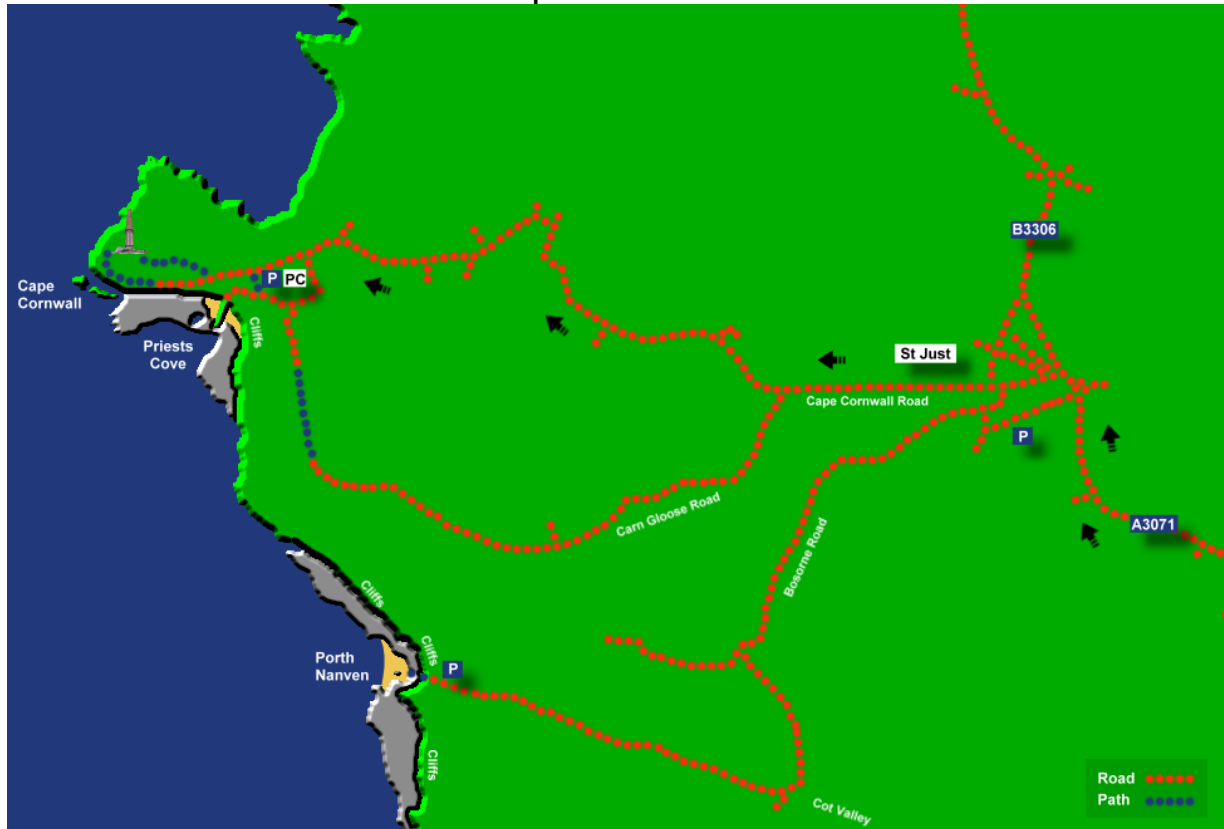 B3306
P PC
Cape
Cornwall
Cliffs
Priests
Cove
St Just
Cape Cornwall Road
P
Carn Gloose Road
A3071
Bosorne Road
Cliffs
Cliffs
Porth
Nanven
P
Cliffs
Cot Valley
Road
Path